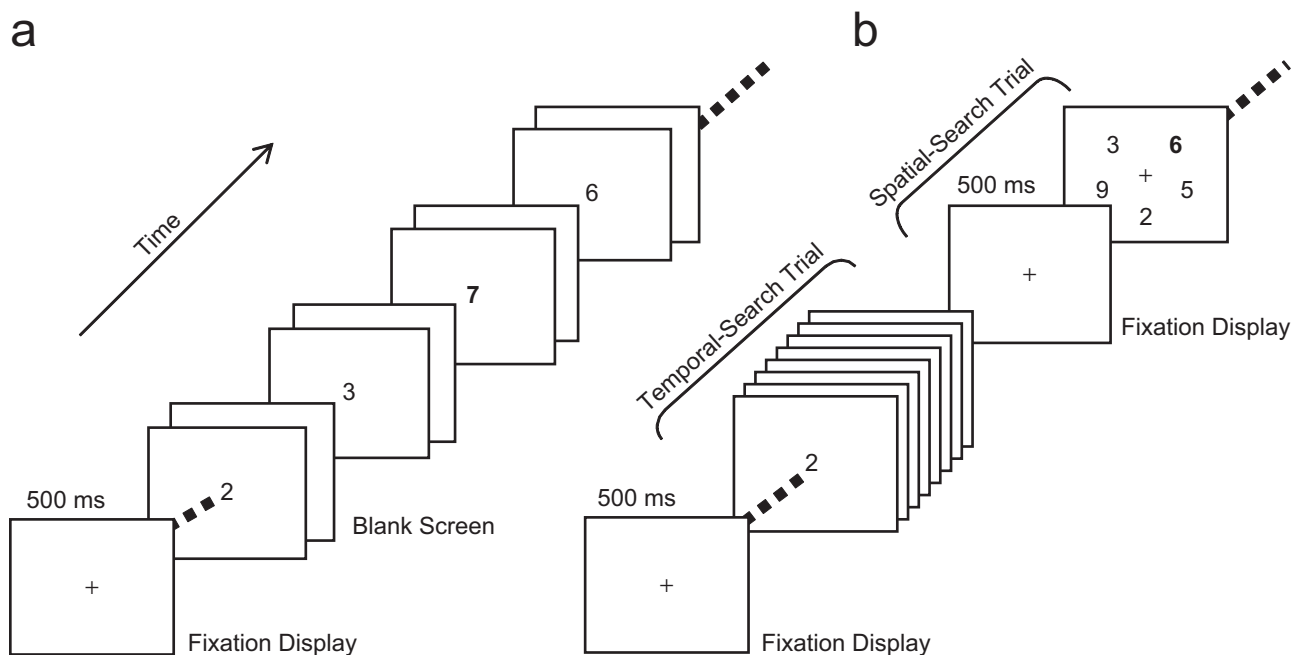 a
Time
500 ms
+
Fixation Display
2
Blank Screen
3
7
6
b
Temporal-Search Trial
500 ms
+
Fixation Display
2
Spatial-Search Trial
500 ms
+
Fixation Display
3 6
9 + 5
2